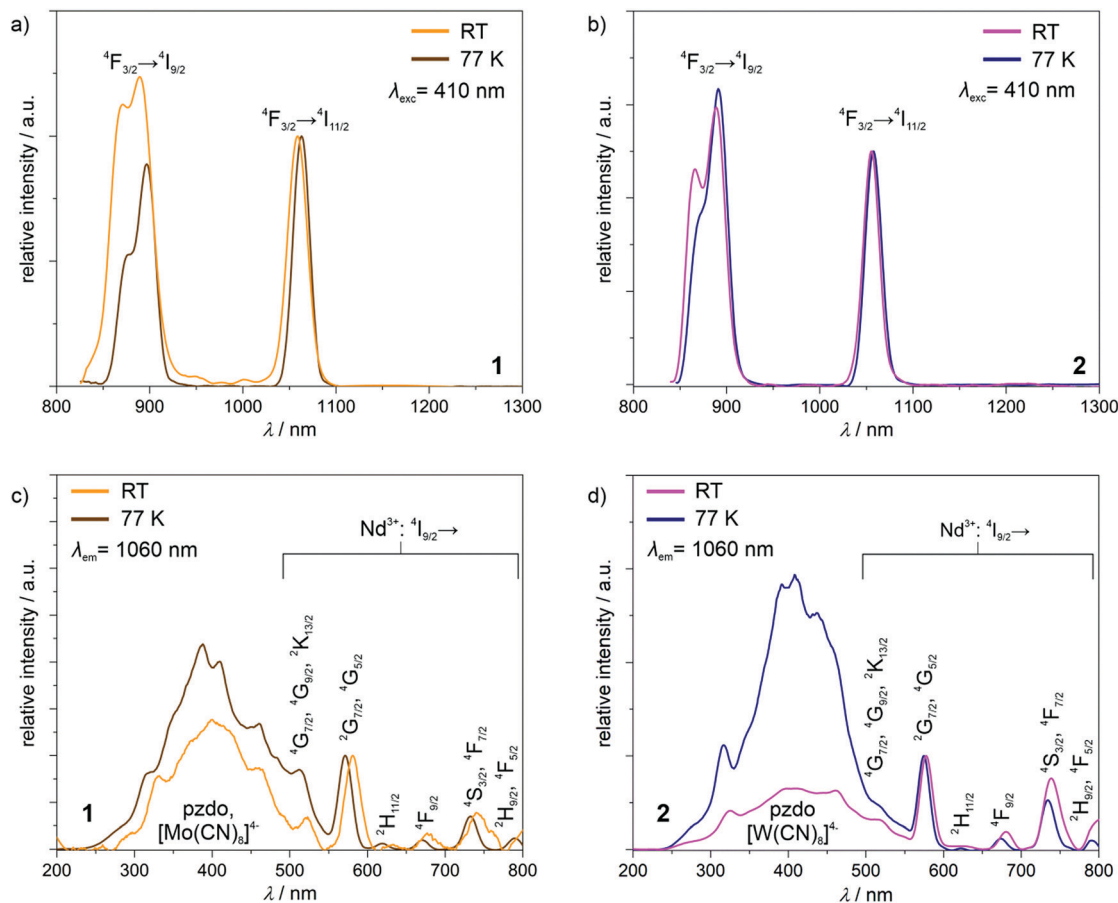 a)
RT
77 K
λexc= 410 nm
⁴F3/2→⁴I9/2
⁴F3/2→⁴I11/2
relative intensity / a.u.
1
800 900 1000 1100 1200 1300
λ / nm
b)
RT
77 K
λexc= 410 nm
⁴F3/2→⁴I9/2
⁴F3/2→⁴I11/2
relative intensity / a.u.
2
800 900 1000 1100 1200 1300
λ / nm
c)
RT
77 K
λem= 1060 nm
Nd³⁺: ⁴I9/2→
⁴G7/2, ⁴G9/2, ²K13/2
²G7/2, ⁴G5/2
²H11/2
⁴F9/2
⁴S3/2, ⁴F7/2
²H9/2, ⁴F5/2
relative intensity / a.u.
1
pzdo,
[Mo(CN)₈]⁴⁻
200 300 400 500 600 700 800
λ / nm
d)
RT
77 K
λem= 1060 nm
Nd³⁺: ⁴I9/2→
⁴G7/2, ⁴G9/2, ²K13/2
²G7/2, ⁴G5/2
²H11/2
⁴F9/2
⁴S3/2, ⁴F7/2
²H9/2, ⁴F5/2
relative intensity / a.u.
2
pzdo
[W(CN)₈]⁴⁻
200 300 400 500 600 700 800
λ / nm